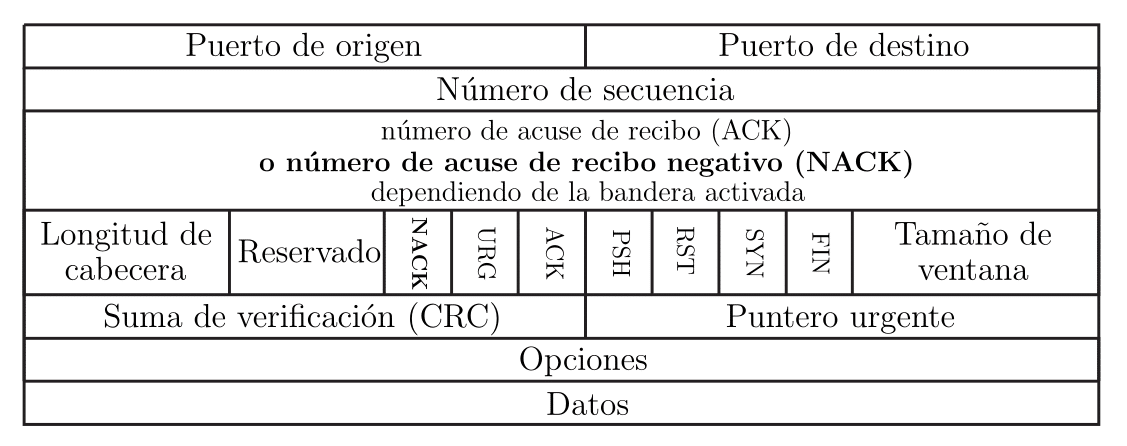 Puerto de origen Puerto de destino
Número de secuencia
número de acuse de recibo (ACK)
o número de acuse de recibo negativo (NACK)
dependiendo de la bandera activada
Longitud de
cabecera
Reservado
NACK
URG
ACK
PSH
RST
SYN
FIN
Tamaño de
ventana
Suma de verificación (CRC) Puntero urgente
Opciones
Datos